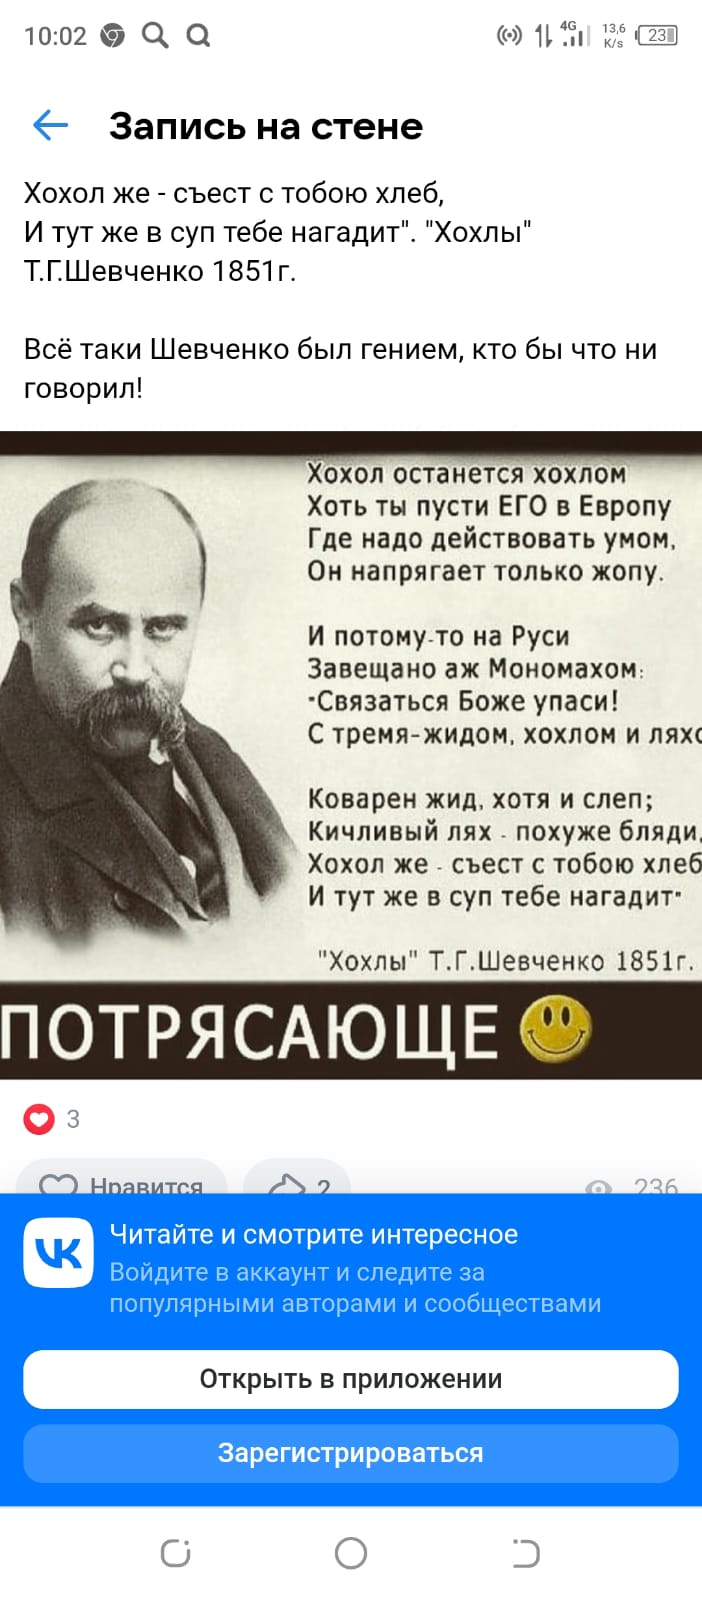 10:02
4G
13,6
K/s
23
Запись на стене
Хохол же - съест с тобою хлеб,
И тут же в суп тебе нагадит". "Хохлы"
Т.Г.Шевченко 1851г.
Всё таки Шевченко был гением, кто бы что ни
говорил!
Хохол останется хохлом
Хоть ты пусти ЕГО в Европу
Где надо действовать умом,
Он напрягает только жопу.
И потому-то на Руси
Завещано аж Мономахом:
"Связаться Боже упаси!
С тремя-жидом, хохлом и лях
Коварен жид, хотя и слеп;
Кичливый лях - похуже бляди,
Хохол же - съест с тобою хлеб
И тут же в суп тебе нагадит"
"Хохлы" Т.Г.Шевченко 1851г.
ПОТРЯСАЮЩЕ
3
Нравится
2
236
Читайте и смотрите интересное
Войдите в аккаунт и следите за
популярными авторами и сообществами
Открыть в приложении
Зарегистрироваться